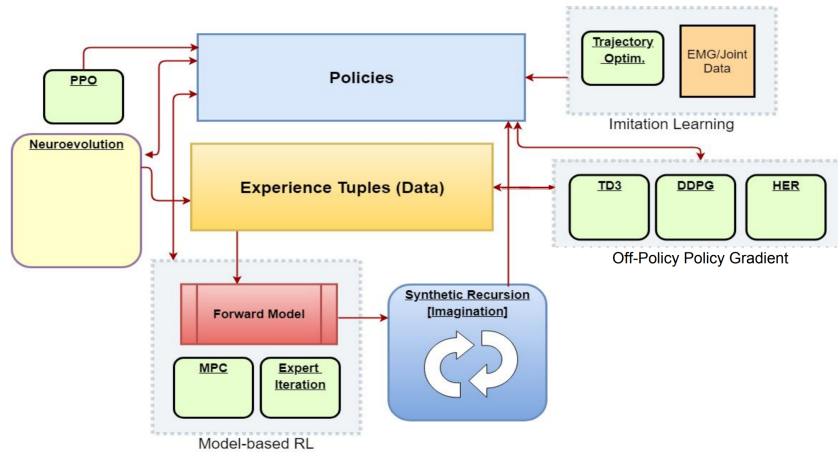 PPO
Policies
Trajectory
Optim.
EMG/Joint
Data
Imitation Learning
Neuroevolution
Experience Tuples (Data)
TD3
DDPG
HER
Off-Policy Policy Gradient
Forward Model
MPC
Expert
Iteration
Model-based RL
Synthetic Recursion
[Imagination]